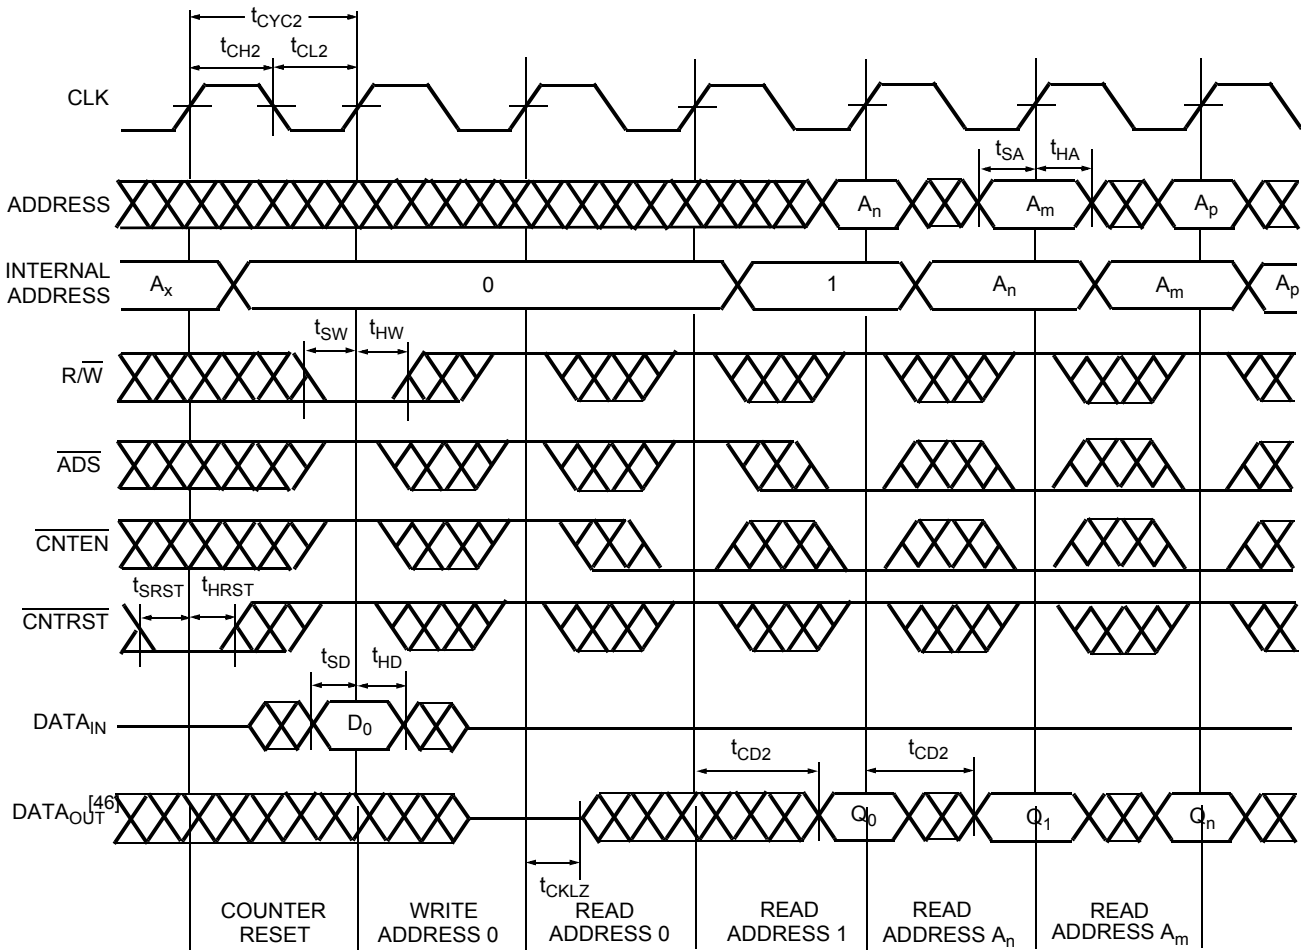 tCYC2
tCH2 tCL2
CLK
tSA tHA
ADDRESS An Am Ap
INTERNAL
ADDRESS
Ax 0 1 An Am Ap
tSW tHW
R/W
ADS
CNTEN
tSRST tHRST
CNTRST
tSD tHD
DATAIN D0
tCD2 tCD2
DATAOUT[46] Q0 Q1 Qn
tCKLZ
COUNTER
RESET
WRITE
ADDRESS 0
READ
ADDRESS 0
READ
ADDRESS 1
READ
ADDRESS An
READ
ADDRESS Am